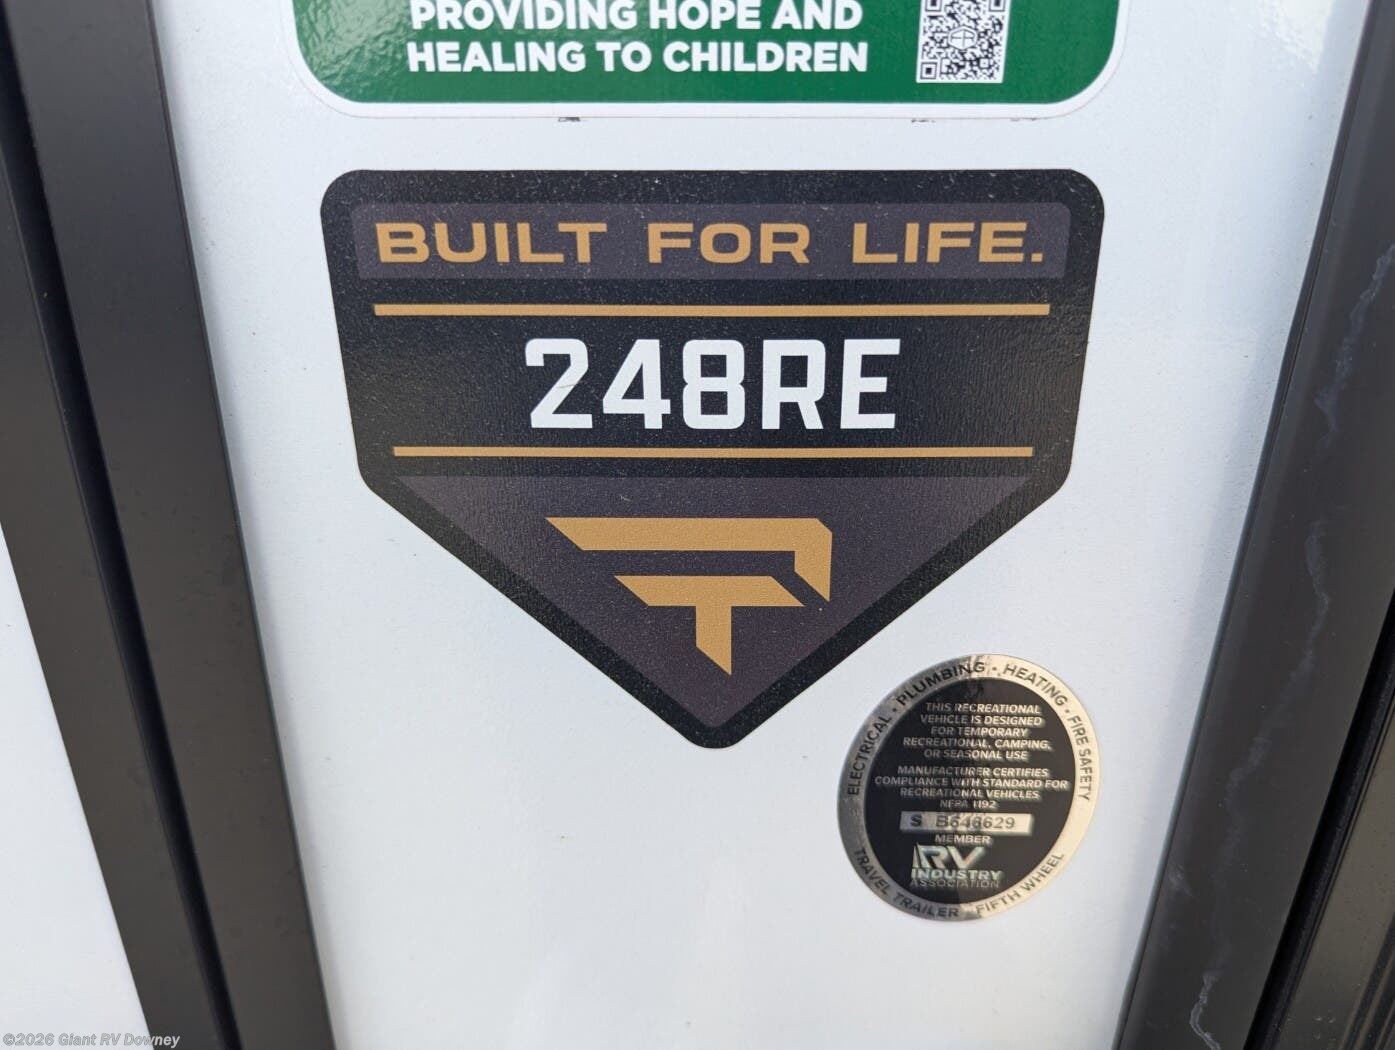 PROVIDING HOPE AND
HEALING TO CHILDREN
BUILT FOR LIFE.
248RE
ELECTRICAL • PLUMBING • HEATING • FIRE SAFETY
THIS RECREATIONAL
VEHICLE IS DESIGNED
FOR TEMPORARY
RECREATIONAL, CAMPING,
OR SEASONAL USE
MANUFACTURER CERTIFIES
COMPLIANCE WITH STANDARD FOR
RECREATIONAL VEHICLES
NFPA 1192
S B646629
MEMBER
RV
INDUSTRY
ASSOCIATION
TRAVEL TRAILER • FIFTH WHEEL
©2026 Giant RV Downey